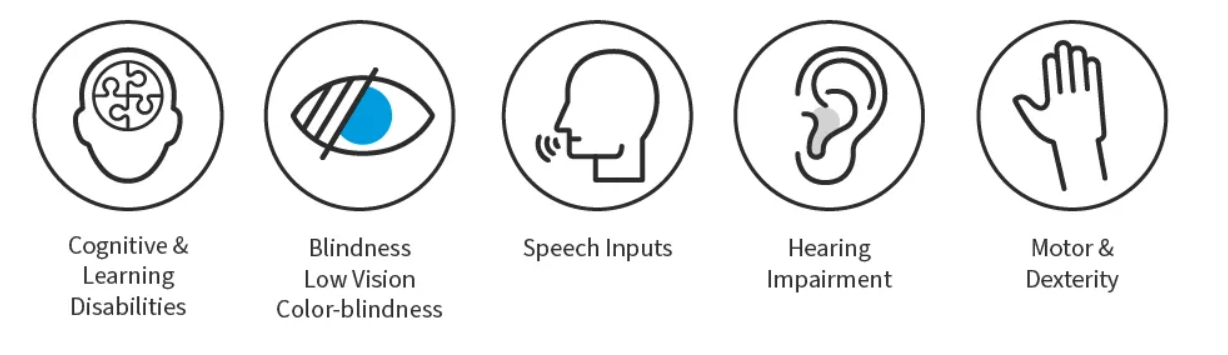 Cognitive &
Learning
Disabilities
Blindness
Low Vision
Color-blindness
Speech Inputs
Hearing
Impairment
Motor &
Dexterity